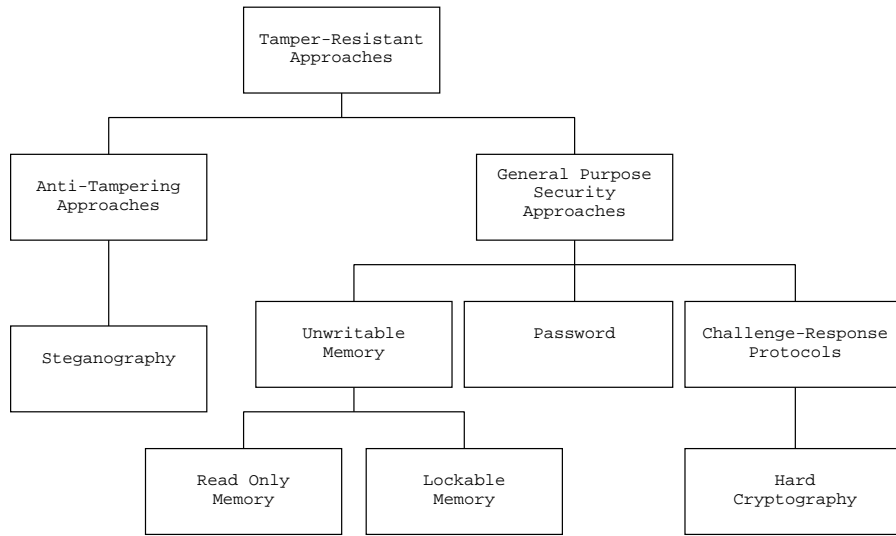 Tamper-Resistant
Approaches
Anti-Tampering
Approaches
General Purpose
Security
Approaches
Steganography
Unwritable
Memory
Password
Challenge-Response
Protocols
Read Only
Memory
Lockable
Memory
Hard
Cryptography